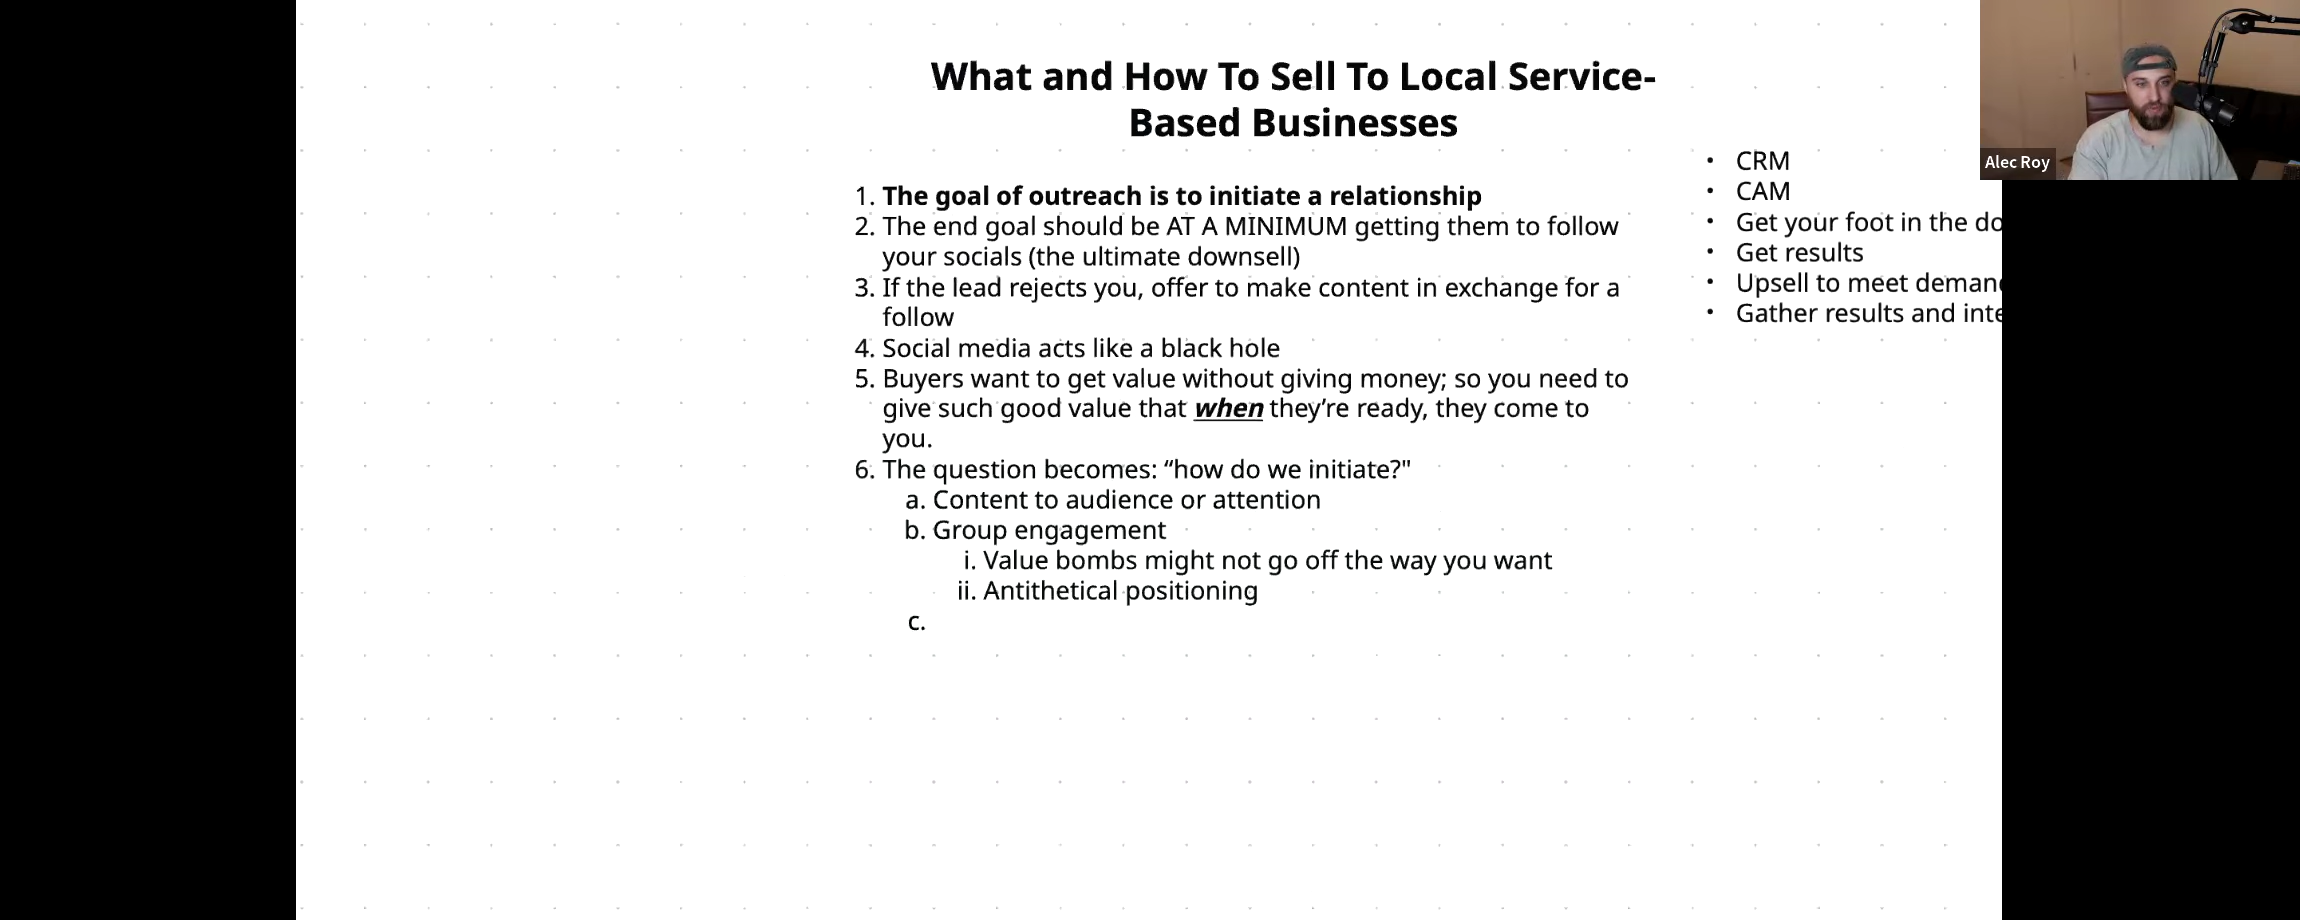 What and How To Sell To Local Service-
Based Businesses
1. The goal of outreach is to initiate a relationship
2. The end goal should be AT A MINIMUM getting them to follow
your socials (the ultimate downsell)
3. If the lead rejects you, offer to make content in exchange for a
follow
4. Social media acts like a black hole
5. Buyers want to get value without giving money; so you need to
give such good value that when they’re ready, they come to
you.
6. The question becomes: “how do we initiate?"
a. Content to audience or attention
b. Group engagement
i. Value bombs might not go off the way you want
ii. Antithetical positioning
c.
• CRM
• CAM
• Get your foot in the
• Get results
• Upsell to meet
• Gather results and
Alec Roy